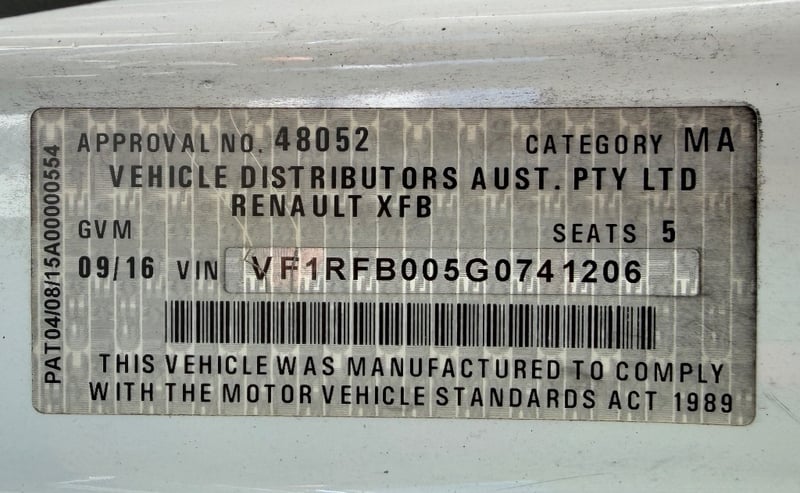 APPROVAL NO. 48052 CATEGORY MA
VEHICLE DISTRIBUTORS AUST. PTY LTD
RENAULT XFB
GVM SEATS 5
09/16 VIN VF1RFB005G0741206
THIS VEHICLE WAS MANUFACTURED TO COMPLY
WITH THE MOTOR VEHICLE STANDARDS ACT 1989
PAT04/08/15A00000554